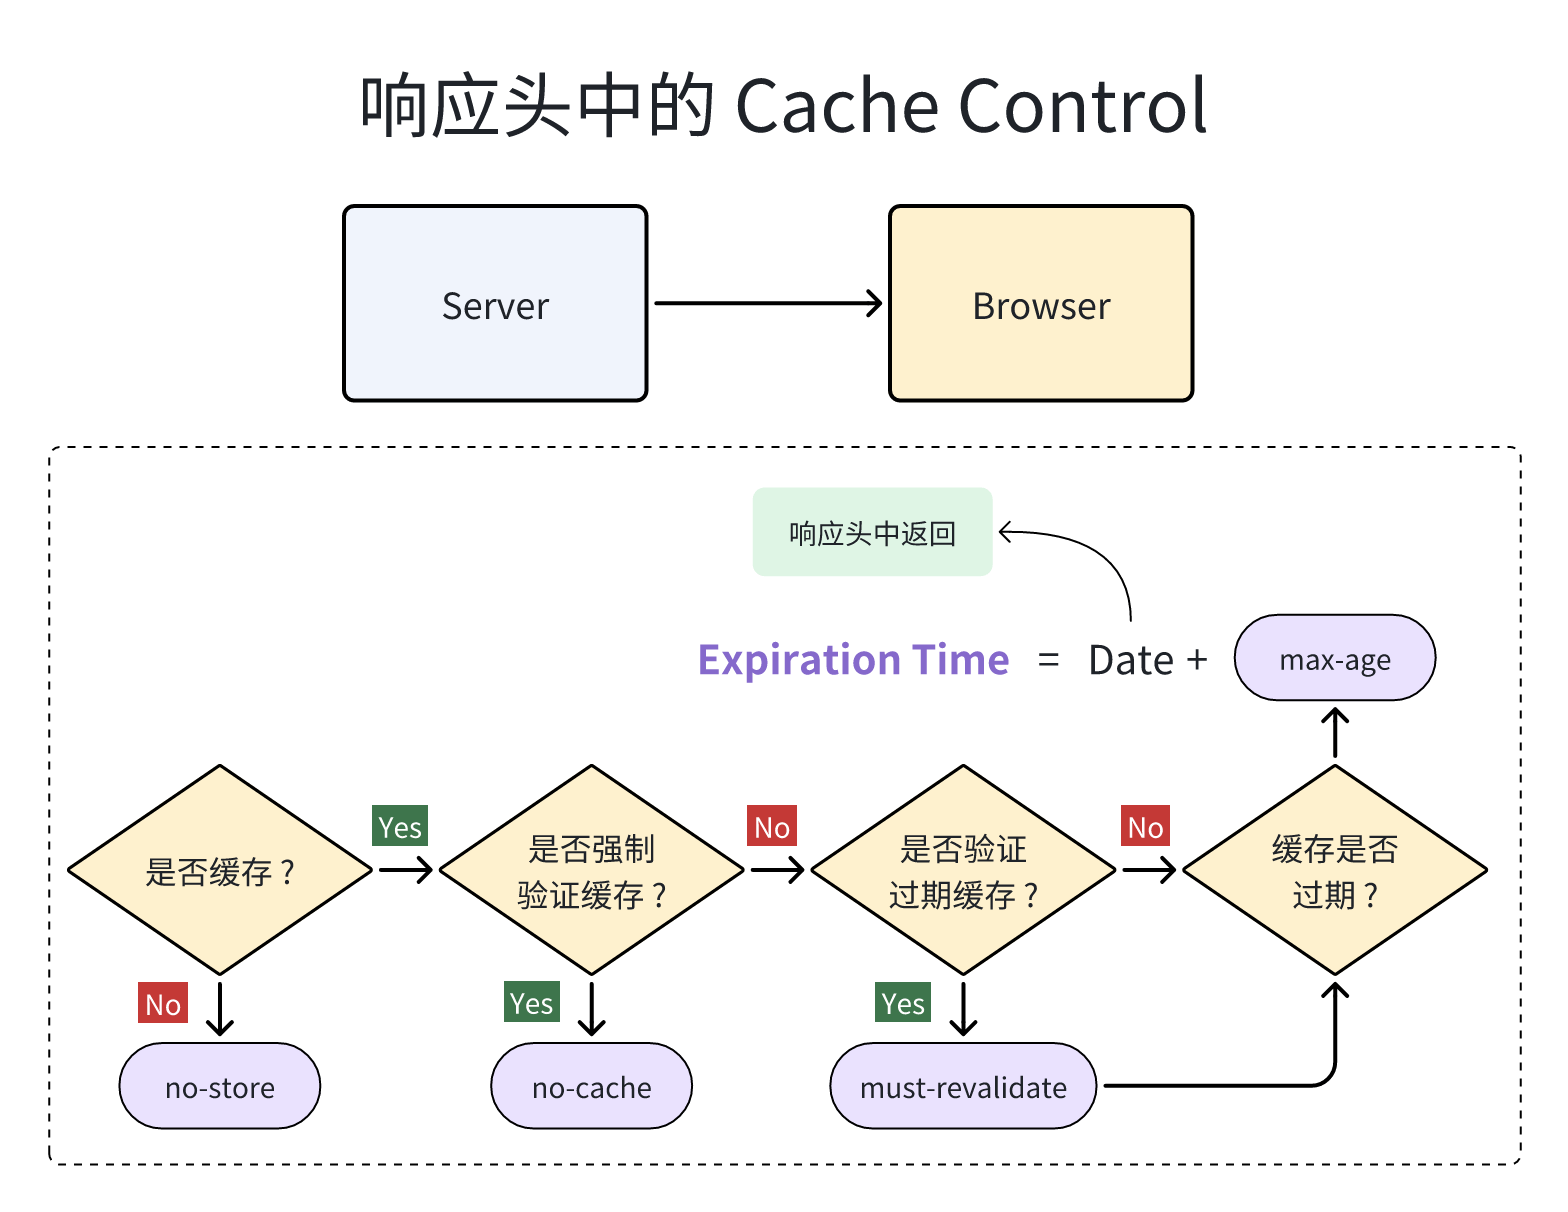 响应头中的 Cache Control
Server
Browser
响应头中返回
Expiration Time = Date +
max-age
是否缓存？
Yes
是否强制
验证缓存？
No
是否验证
过期缓存？
No
缓存是否
过期？
No
Yes
Yes
no-store
no-cache
must-revalidate